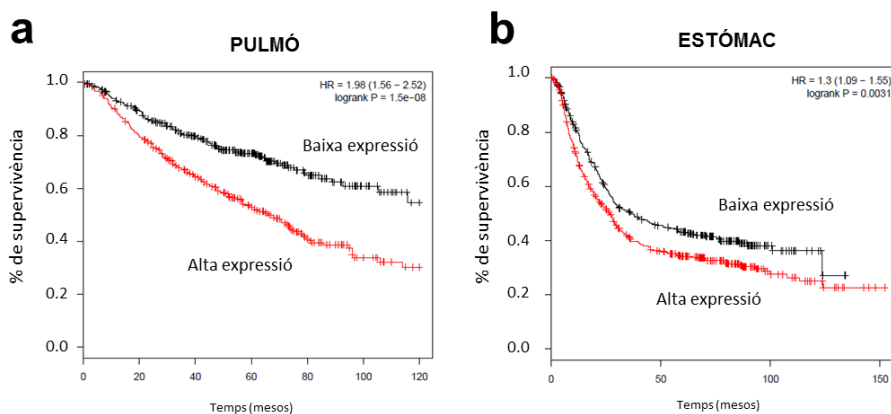 a
PULMÓ
HR = 1.98 (1.56 − 2.52)
logrank P = 1.5e−08
Baixa expressió
Alta expressió
% de supervivència
1.0
0.8
0.6
0.4
0.2
0.0
0 20 40 60 80 100 120
Temps (mesos)
b
ESTÓMAC
HR = 1.3 (1.09 − 1.55)
logrank P = 0.0031
Baixa expressió
Alta expressió
% de supervivència
1.0
0.8
0.6
0.4
0.2
0.0
0 50 100 150
Temps (mesos)